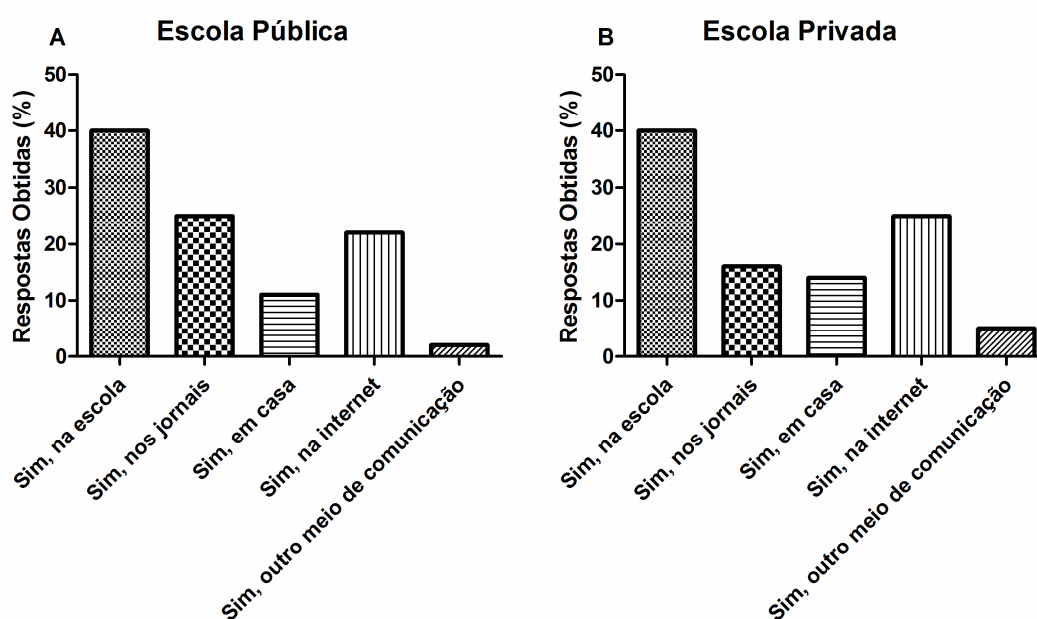 A
Escola Pública
Respostas Obtidas (%)
50
40
30
20
10
0
Sim, na escola
Sim, nos jornais
Sim, em casa
Sim, na internet
Sim, outro meio de comunicação
B
Escola Privada
Respostas Obtidas (%)
50
40
30
20
10
0
Sim, na escola
Sim, nos jornais
Sim, em casa
Sim, na internet
Sim, outro meio de comunicação